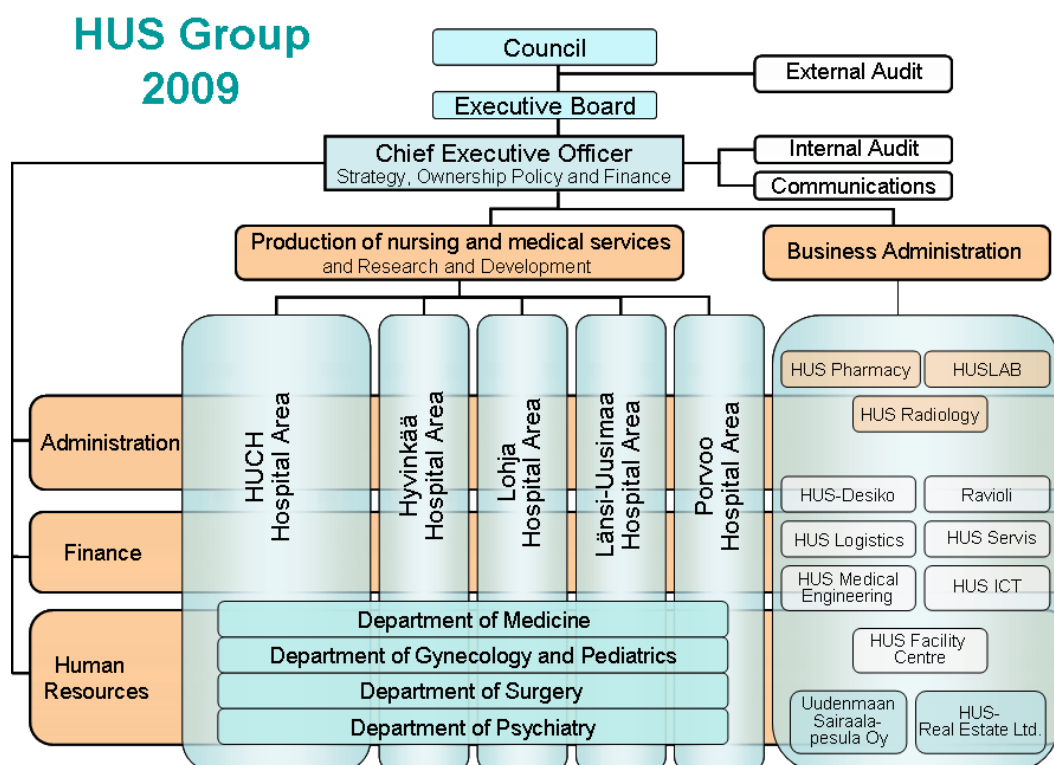 HUS Group
2009
Council
External Audit
Executive Board
Chief Executive Officer
Strategy, Ownership Policy and Finance
Internal Audit
Communications
Production of nursing and medical services
and Research and Development
Business Administration
HUCH
Hospital Area
Hyvinkää
Hospital Area
Lohja
Hospital Area
Länsi-Uusimaa
Hospital Area
Porvoo
Hospital Area
HUS Pharmacy
HUSLAB
HUS Radiology
Administration
HUS-Desiko
Ravioli
Finance
HUS Logistics
HUS Servis
HUS Medical
Engineering
HUS ICT
Human
Resources
Department of Medicine
Department of Gynecology and Pediatrics
Department of Surgery
Department of Psychiatry
HUS Facility
Centre
Uudenmaan
Sairaala-
pesula Oy
HUS-
Real Estate Ltd.